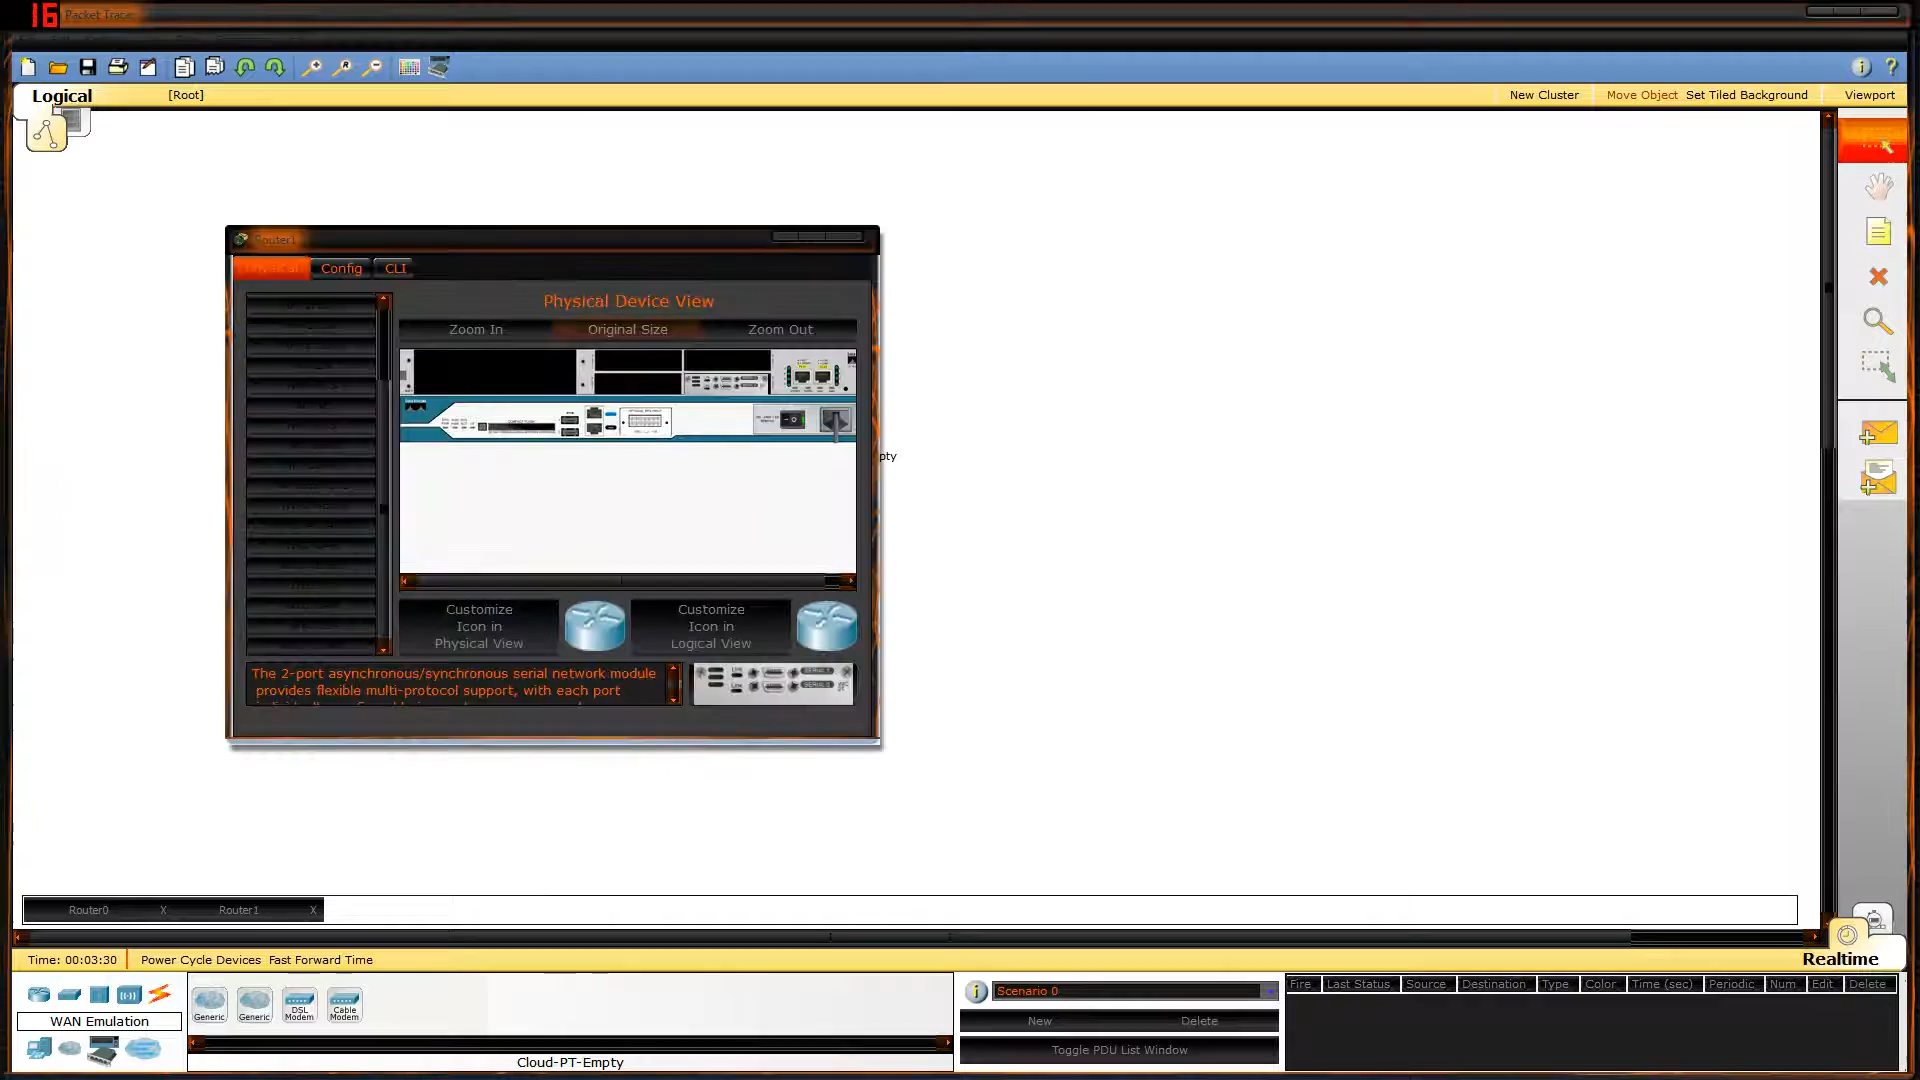 16
Packet Tracer
Logical
[Root]
New Cluster
Move Object
Set Tiled Background
Viewport
Router1
Config
CLI
Physical Device View
Zoom In
Original Size
Zoom Out
pty
Customize
Icon in
Physical View
Customize
Icon in
Logical View
The 2-port asynchronous/synchronous serial network module
provides flexible multi-protocol support, with each port
Router0
X
Router1
X
Time: 00:03:30
Power Cycle Devices
Fast Forward Time
Realtime
Generic
Generic
DSL
Modem
Cable
Modem
WAN Emulation
Cloud-PT-Empty
Scenario 0
New
Delete
Toggle PDU List Window
Fire
Last Status
Source
Destination
Type
Color
Time (sec)
Periodic
Num
Edit
Delete